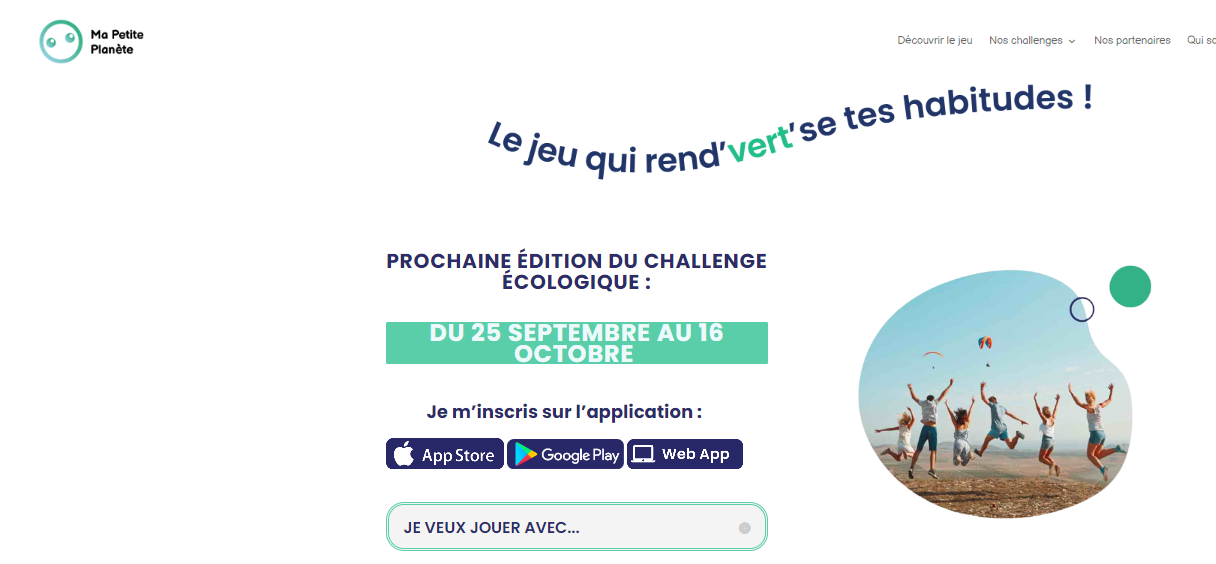 Ma Petite
Planète
Découvrir le jeu Nos challenges Nos partenaires Qui
Le jeu qui rend'vert'se tes habitudes !
PROCHAINE ÉDITION DU CHALLENGE
ÉCOLOGIQUE :
DU 25 SEPTEMBRE AU 16
OCTOBRE
Je m'inscris sur l'application :
App Store Google Play Web App
JE VEUX JOUER AVEC...